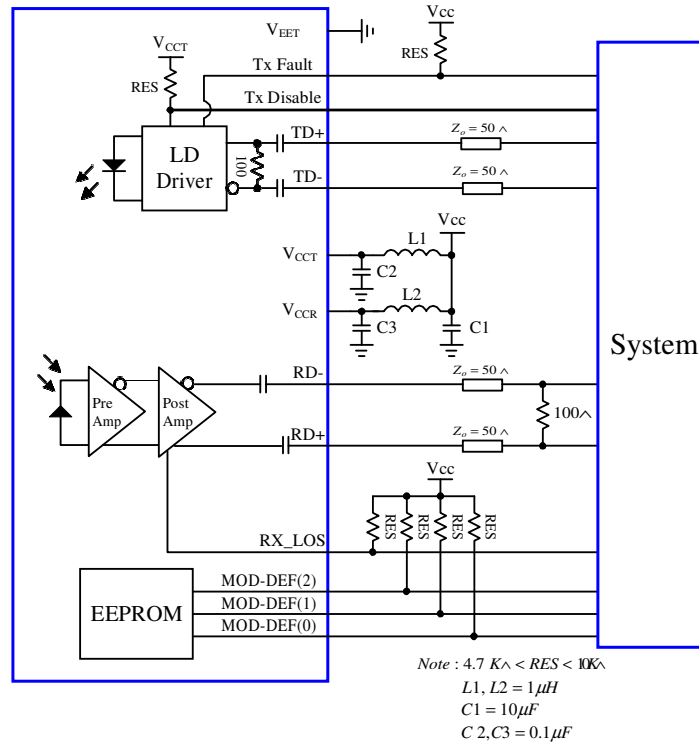 V_EET
Vcc
V_CCT
RES
Tx Fault
RES
Tx Disable
Z_o = 50 ^
TD+
LD
Driver
100
Z_o = 50 ^
TD-
Vcc
L1
V_CCT
C2
L2
V_CCR
C3
C1
System
Z_o = 50 ^
RD-
Pre
Amp
Post
Amp
100^
Z_o = 50 ^
RD+
Vcc
RES
RES
RES
RES
RX_LOS
EEPROM
MOD-DEF(2)
MOD-DEF(1)
MOD-DEF(0)
Note : 4.7 K^ < RES < 10K^
L1, L2 = 1μH
C1 = 10μF
C 2,C3 = 0.1μF